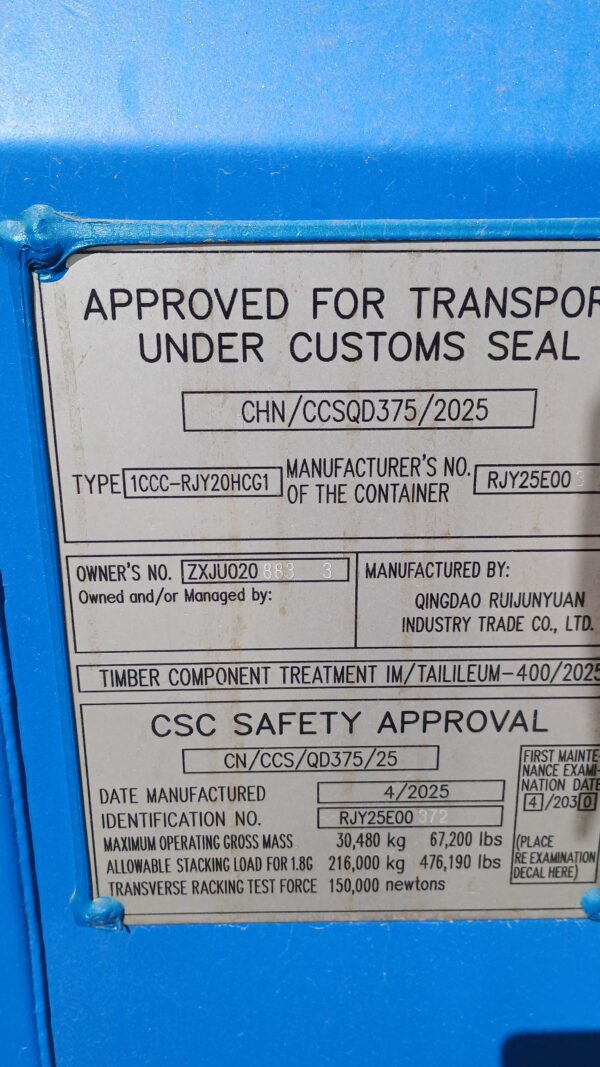 APPROVED FOR TRANSPOR
UNDER CUSTOMS SEAL
CHN/CCSQD375/2025
TYPE 1CCC-RJY20HCG1 MANUFACTURER'S NO. OF THE CONTAINER RJY25E00
OWNER'S NO. ZXJU020 883 3
Owned and/or Managed by:
MANUFACTURED BY:
QINGDAO RUIJUNYUAN
INDUSTRY TRADE CO., LTD.
TIMBER COMPONENT TREATMENT IM/TAILILEUM-400/2025
CSC SAFETY APPROVAL
CN/CCS/QD375/25
DATE MANUFACTURED 4/2025
IDENTIFICATION NO. RJY25E00372
MAXIMUM OPERATING GROSS MASS 30,480 kg 67,200 lbs
ALLOWABLE STACKING LOAD FOR 1.8G 216,000 kg 476,190 lbs
TRANSVERSE RACKING TEST FORCE 150,000 newtons
FIRST MAINTE-
NANCE EXAMI-
NATION DATE
4/2030
(PLACE
RE EXAMINATION
DECAL HERE)